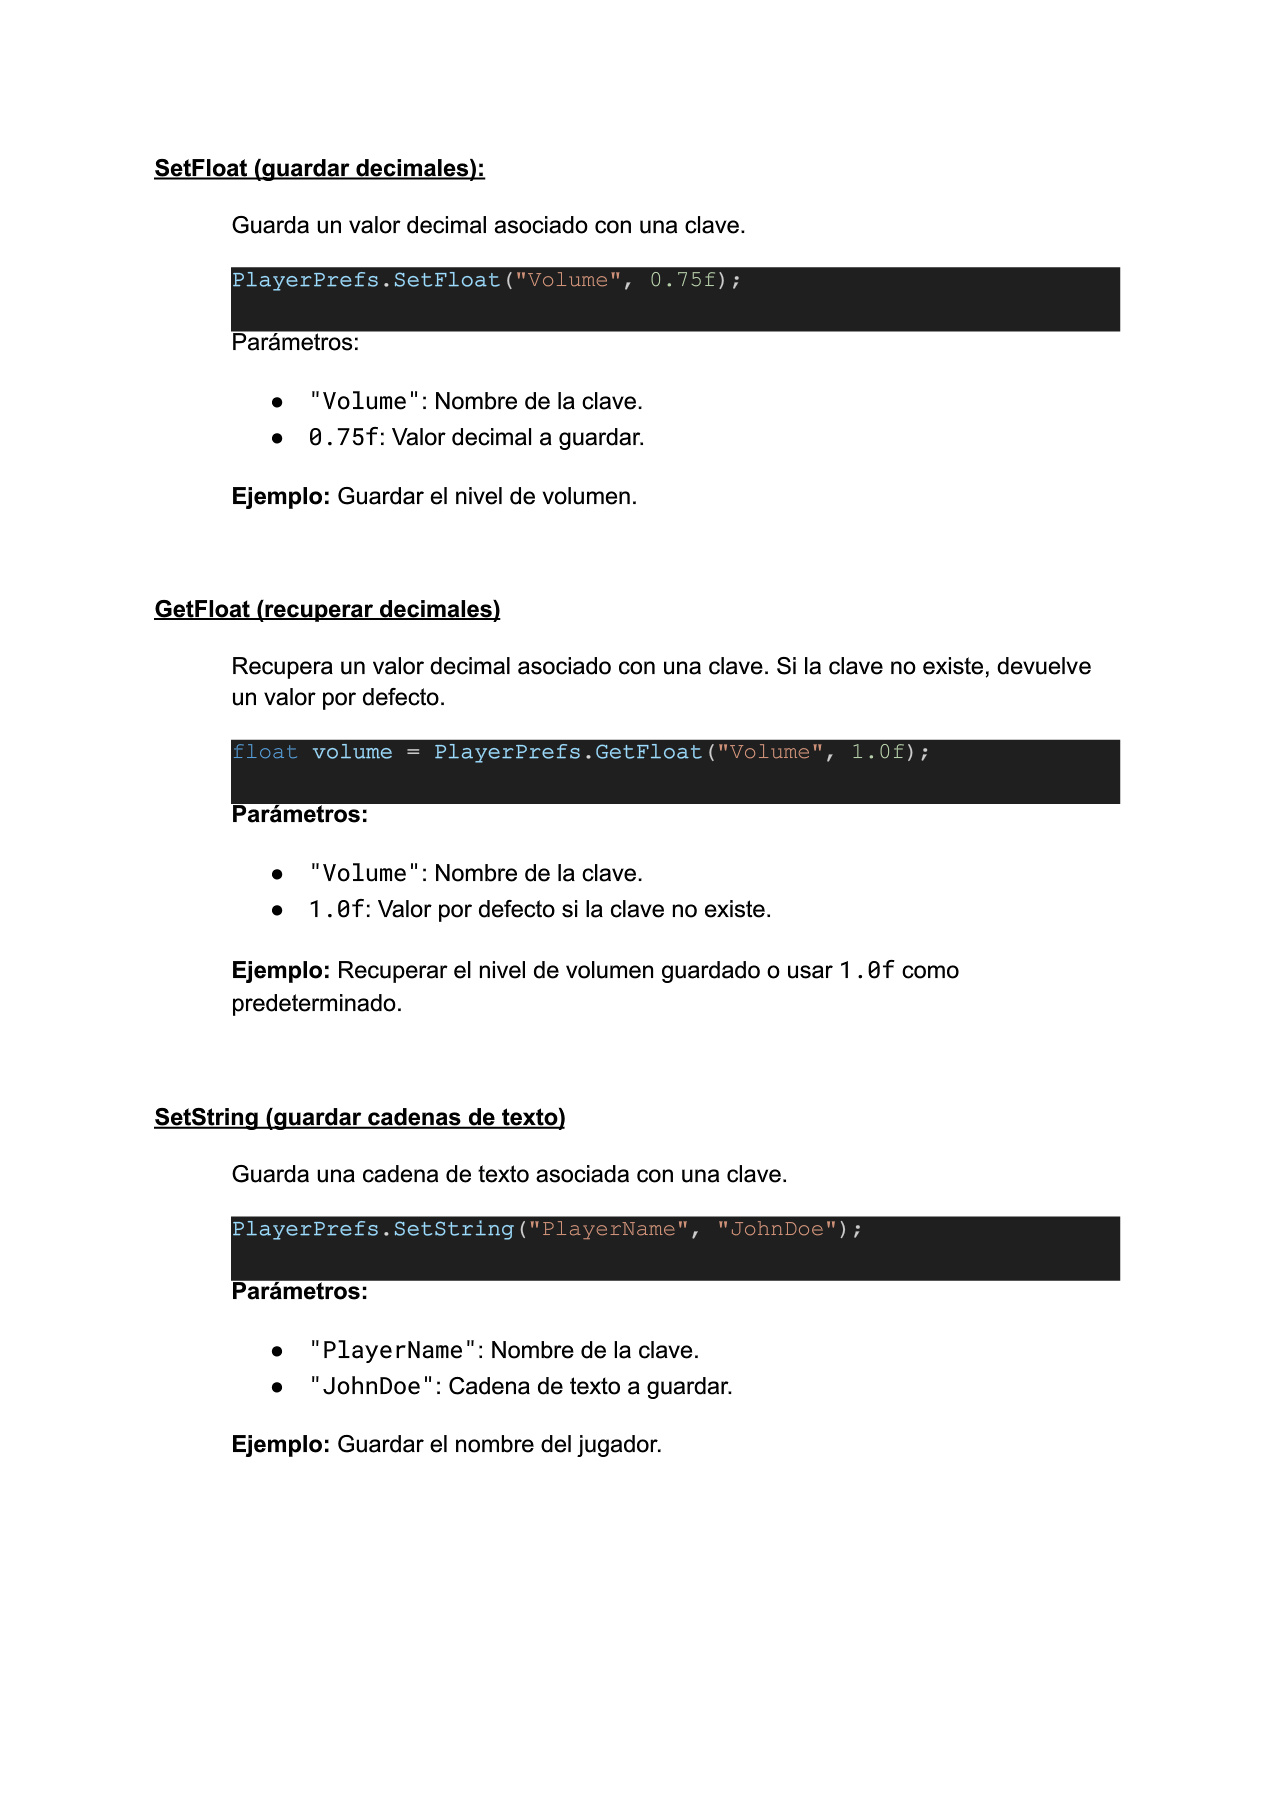 SetFloat (guardar decimales):
Guarda un valor decimal asociado con una clave.
PlayerPrefs.SetFloat("Volume", 0.75f);
Parámetros:
● "Volume": Nombre de la clave.
● 0.75f: Valor decimal a guardar.
Ejemplo: Guardar el nivel de volumen.
GetFloat (recuperar decimales)
Recupera un valor decimal asociado con una clave. Si la clave no existe, devuelve
un valor por defecto.
float volume = PlayerPrefs.GetFloat("Volume", 1.0f);
Parámetros:
● "Volume": Nombre de la clave.
● 1.0f: Valor por defecto si la clave no existe.
Ejemplo: Recuperar el nivel de volumen guardado o usar 1.0f como
predeterminado.
SetString (guardar cadenas de texto)
Guarda una cadena de texto asociada con una clave.
PlayerPrefs.SetString("PlayerName", "JohnDoe");
Parámetros:
● "PlayerName": Nombre de la clave.
● "JohnDoe": Cadena de texto a guardar.
Ejemplo: Guardar el nombre del jugador.